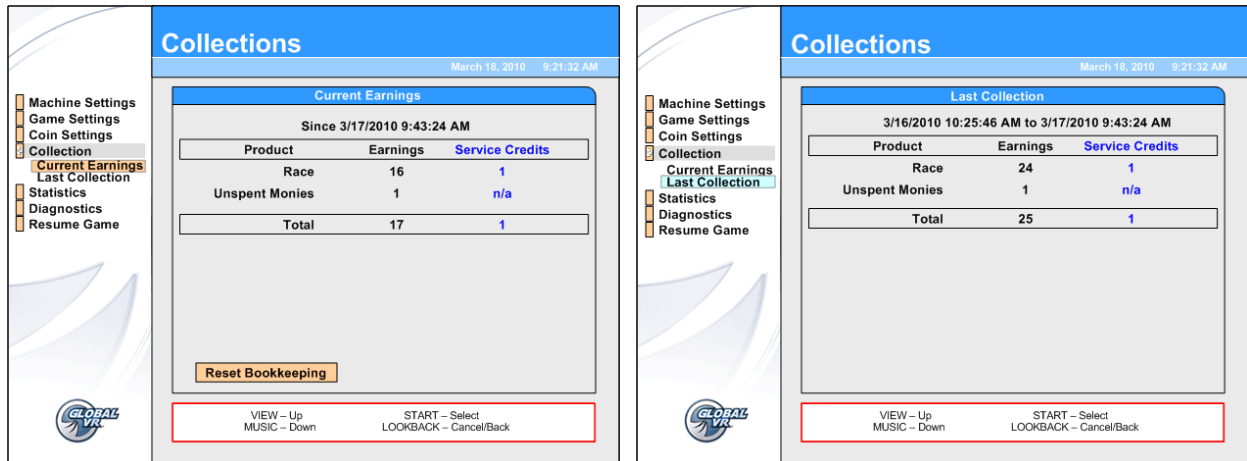 Collections
March 18, 2010 9:21:32 AM
Machine Settings
Game Settings
Coin Settings
Collection
Current Earnings
Last Collection
Statistics
Diagnostics
Resume Game
Current Earnings
Since 3/17/2010 9:43:24 AM
Product Earnings Service Credits
Race 16 1
Unspent Monies 1 n/a
Total 17 1
Reset Bookkeeping
GLOBAL
VR
VIEW – Up START – Select
MUSIC – Down LOOKBACK – Cancel/Back
Collections
March 18, 2010 9:21:32 AM
Machine Settings
Game Settings
Coin Settings
Collection
Current Earnings
Last Collection
Statistics
Diagnostics
Resume Game
Last Collection
3/16/2010 10:25:46 AM to 3/17/2010 9:43:24 AM
Product Earnings Service Credits
Race 24 1
Unspent Monies 1 n/a
Total 25 1
GLOBAL
VR
VIEW – Up START – Select
MUSIC – Down LOOKBACK – Cancel/Back